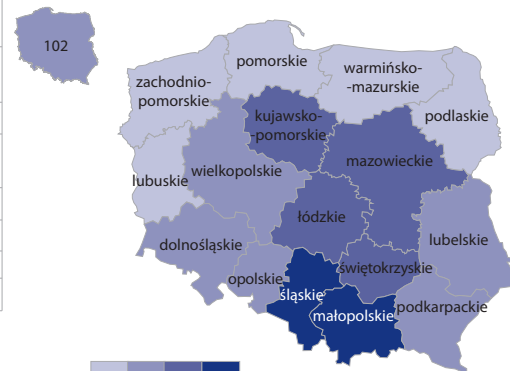 102
pomorskie
zachodnio-
pomorskie
warmińsko-
-mazurskie
podlaskie
kujawsko-
-pomorskie
mazowieckie
wielkopolskie
lubuskie
łódzkie
dolnośląskie
lubelskie
opolskie
śląskie
świętokrzyskie
małopolskie
podkarpackie